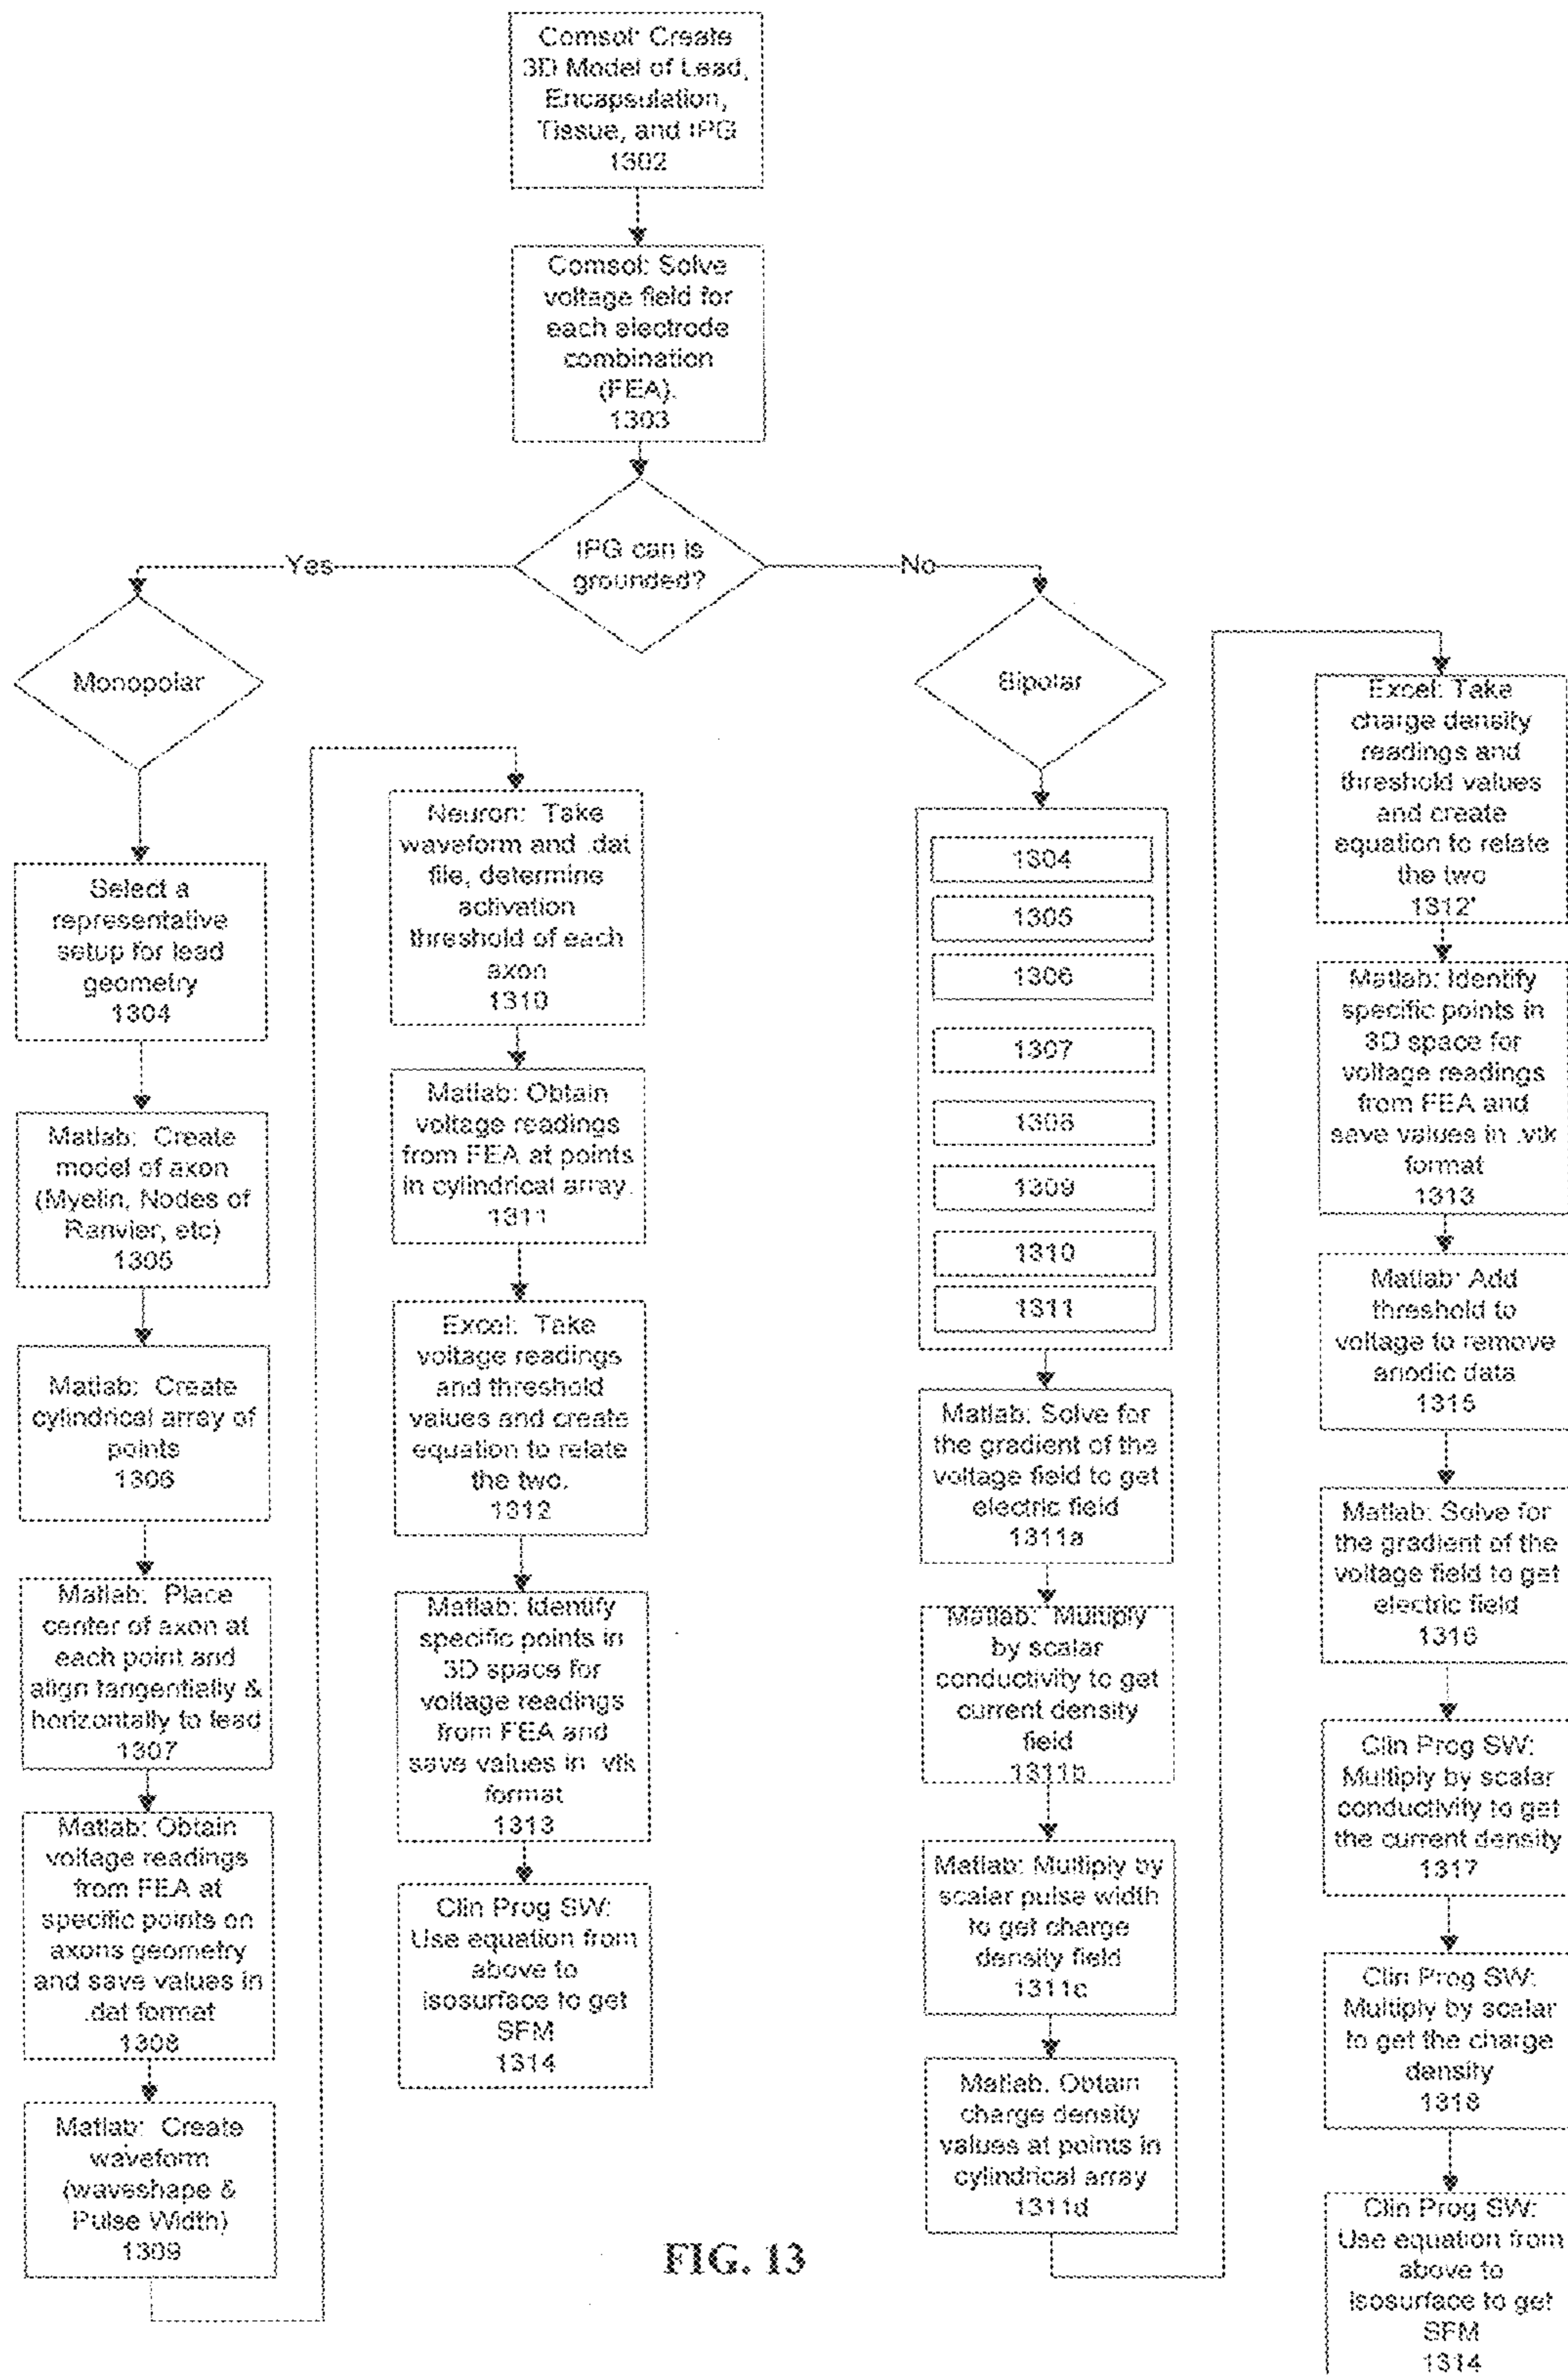 Comsol: Create
3D Model of Lead,
Encapsulation,
Tissue, and IPG
1302
Comsol: Solve
voltage field for
each electrode
combination
(FEA).
1303
IPG can is
grounded?
Yes
No
Monopolar
Select a
representative
setup for lead
geometry
1304
Matlab: Create
model of axon
(Myelin, Nodes of
Ranvier, etc)
1305
Matlab: Create
cylindrical array of
points
1306
Matlab: Place
center of axon at
each point and
align tangentially &
horizontally to lead
1307
Matlab: Obtain
voltage readings
from FEA at
specific points on
axons geometry
and save values in
.dat format
1308
Matlab: Create
waveform
(waveshape &
Pulse Width)
1309
Neuron: Take
waveform and .dat
file, determine
activation
threshold of each
axon
1310
Matlab: Obtain
voltage readings
from FEA at points
in cylindrical array.
1311
Excel: Take
voltage readings
and threshold
values and create
equation to relate
the two.
1312
Matlab: Identify
specific points in
3D space for
voltage readings
from FEA and
save values in .vtk
format
1313
Clin Prog SW:
Use equation from
above to
isosurface to get
SFM
1314
Bipolar
1304
1305
1306
1307
1308
1309
1310
1311
Matlab: Solve for
the gradient of the
voltage field to get
electric field
1311a
Matlab: Multiply
by scalar
conductivity to get
current density
field
1311b
Matlab: Multiply by
scalar pulse width
to get charge
density field
1311c
Matlab. Obtain
charge density
values at points in
cylindrical array
1311d
Excel: Take
charge density
readings and
threshold values
and create
equation to relate
the two
1312'
Matlab: Identify
specific points in
3D space for
voltage readings
from FEA and
save values in .vtk
format
1313
Matlab: Add
threshold to
voltage to remove
anodic data
1315
Matlab: Solve for
the gradient of the
voltage field to get
electric field
1316
Clin Prog SW:
Multiply by scalar
conductivity to get
the current density
1317
Clin Prog SW:
Multiply by scalar
to get the charge
density
1318
Clin Prog SW:
Use equation from
above to
isosurface to get
SFM
1314
FIG. 13